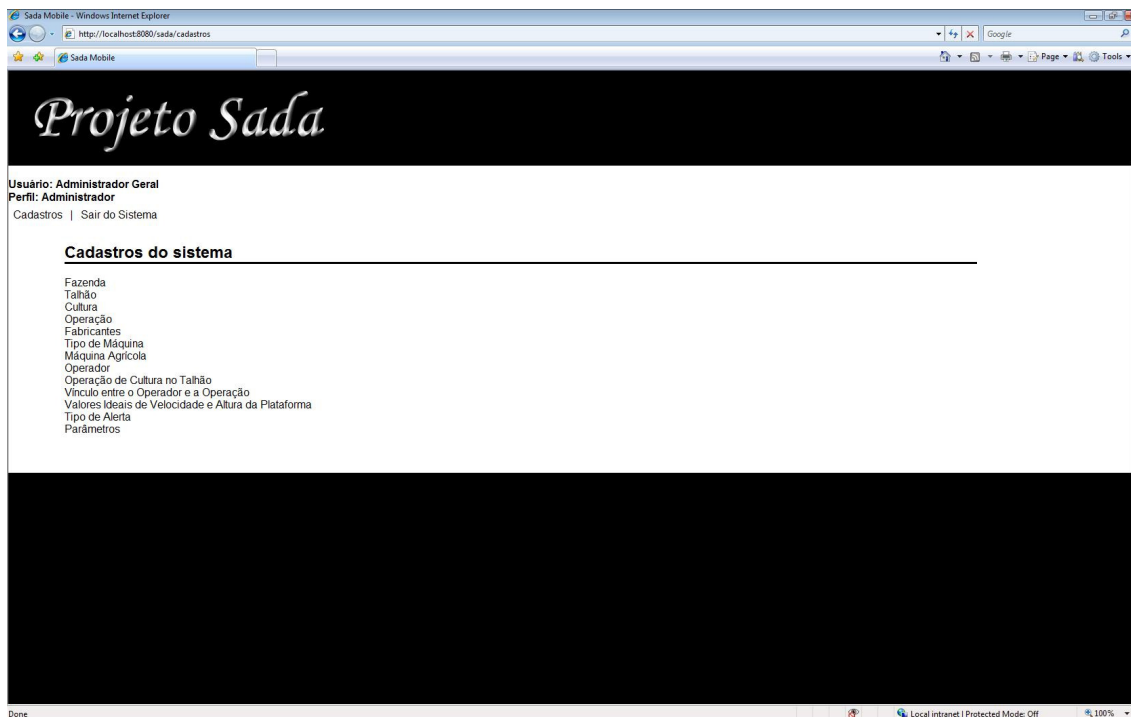 Sada Mobile - Windows Internet Explorer
http://localhost:8080/sada/cadastros
Google
Sada Mobile
Page
Tools
Projeto Sada
Usuário: Administrador Geral
Perfil: Administrador
Cadastros | Sair do Sistema
Cadastros do sistema
Fazenda
Talhão
Cultura
Operação
Fabricantes
Tipo de Máquina
Máquina Agrícola
Operador
Operação de Cultura no Talhão
Vínculo entre o Operador e a Operação
Valores Ideais de Velocidade e Altura da Plataforma
Tipo de Alerta
Parâmetros
Done
Local intranet | Protected Mode: Off
100%